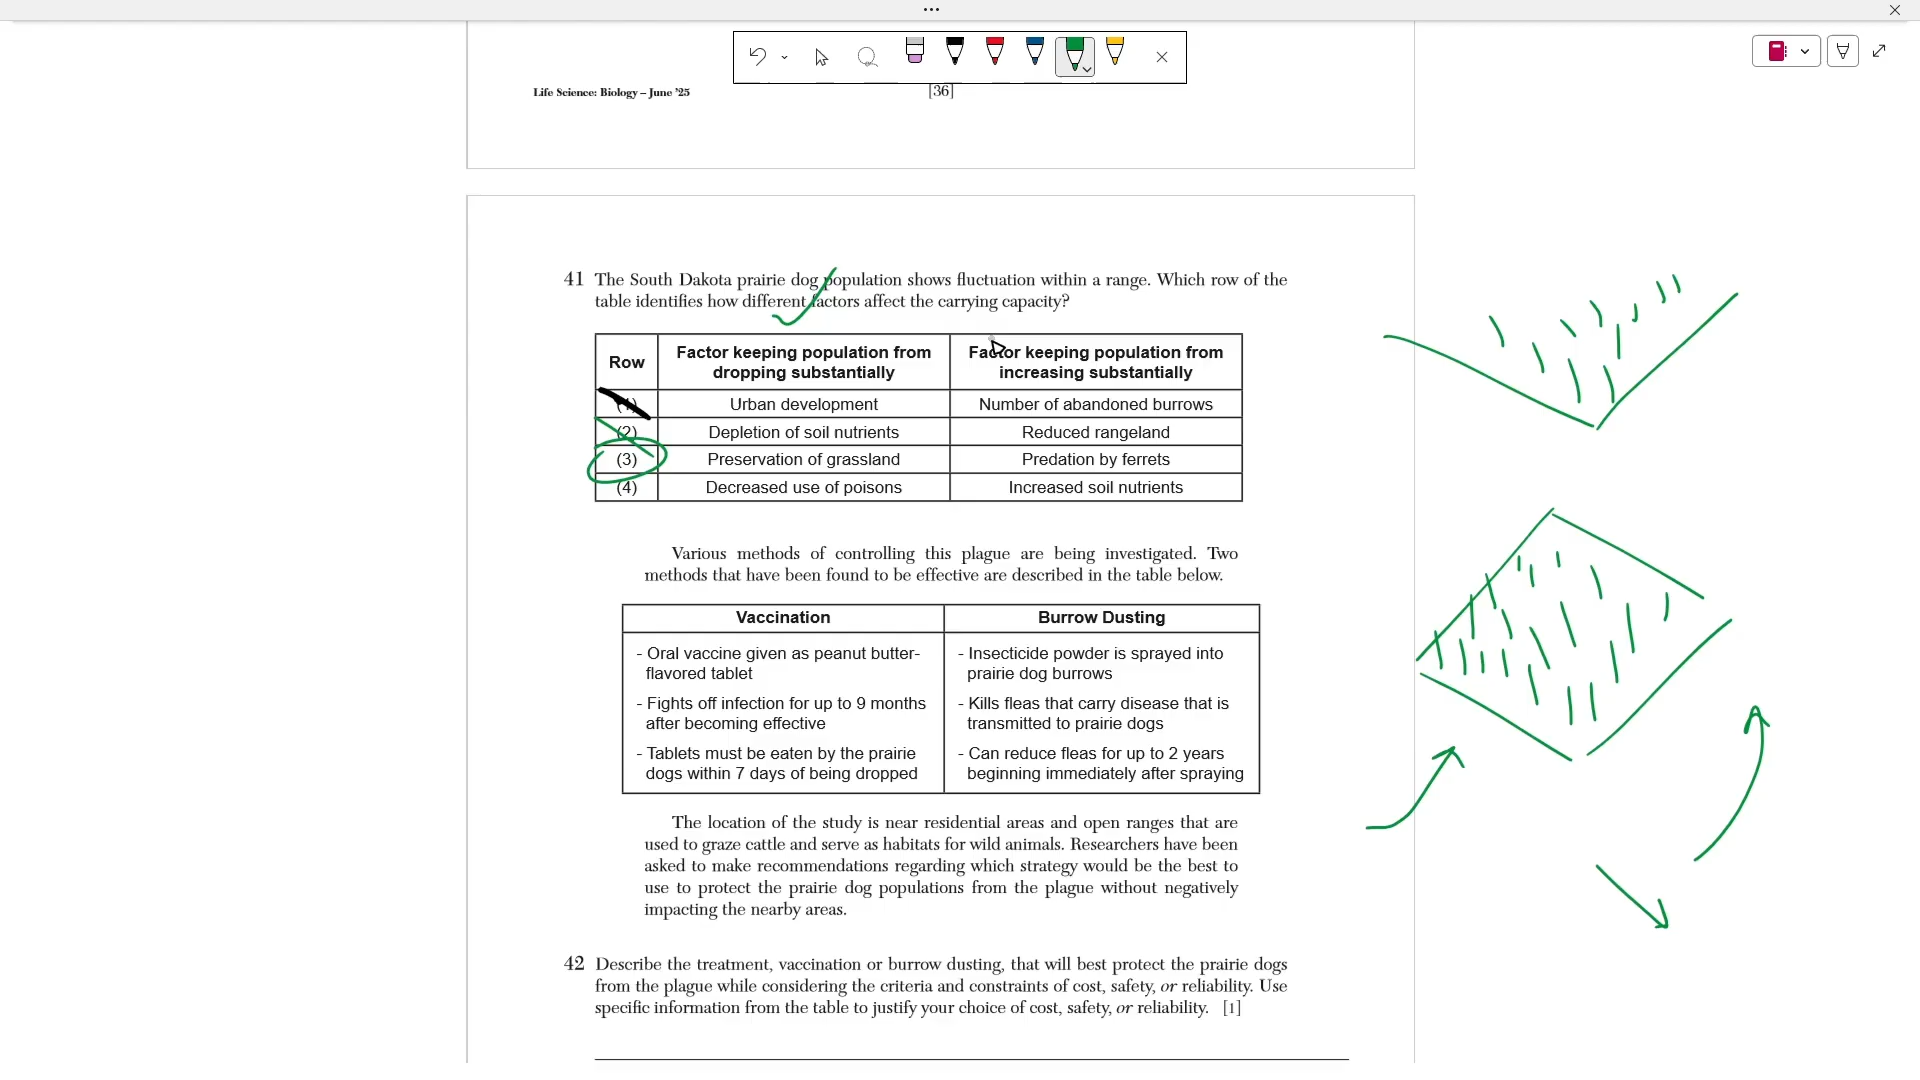 Life Science: Biology – June '25
[36]
41 The South Dakota prairie dog population shows fluctuation within a range. Which row of the
table identifies how different factors affect the carrying capacity?
Row
Factor keeping population from
dropping substantially
Factor keeping population from
increasing substantially
(1) Urban development Number of abandoned burrows
(2) Depletion of soil nutrients Reduced rangeland
(3) Preservation of grassland Predation by ferrets
(4) Decreased use of poisons Increased soil nutrients
Various methods of controlling this plague are being investigated. Two
methods that have been found to be effective are described in the table below.
Vaccination
- Oral vaccine given as peanut butter-
flavored tablet
- Fights off infection for up to 9 months
after becoming effective
- Tablets must be eaten by the prairie
dogs within 7 days of being dropped
Burrow Dusting
- Insecticide powder is sprayed into
prairie dog burrows
- Kills fleas that carry disease that is
transmitted to prairie dogs
- Can reduce fleas for up to 2 years
beginning immediately after spraying
The location of the study is near residential areas and open ranges that are
used to graze cattle and serve as habitats for wild animals. Researchers have been
asked to make recommendations regarding which strategy would be the best to
use to protect the prairie dog populations from the plague without negatively
impacting the nearby areas.
42 Describe the treatment, vaccination or burrow dusting, that will best protect the prairie dogs
from the plague while considering the criteria and constraints of cost, safety, or reliability. Use
specific information from the table to justify your choice of cost, safety, or reliability. [1]